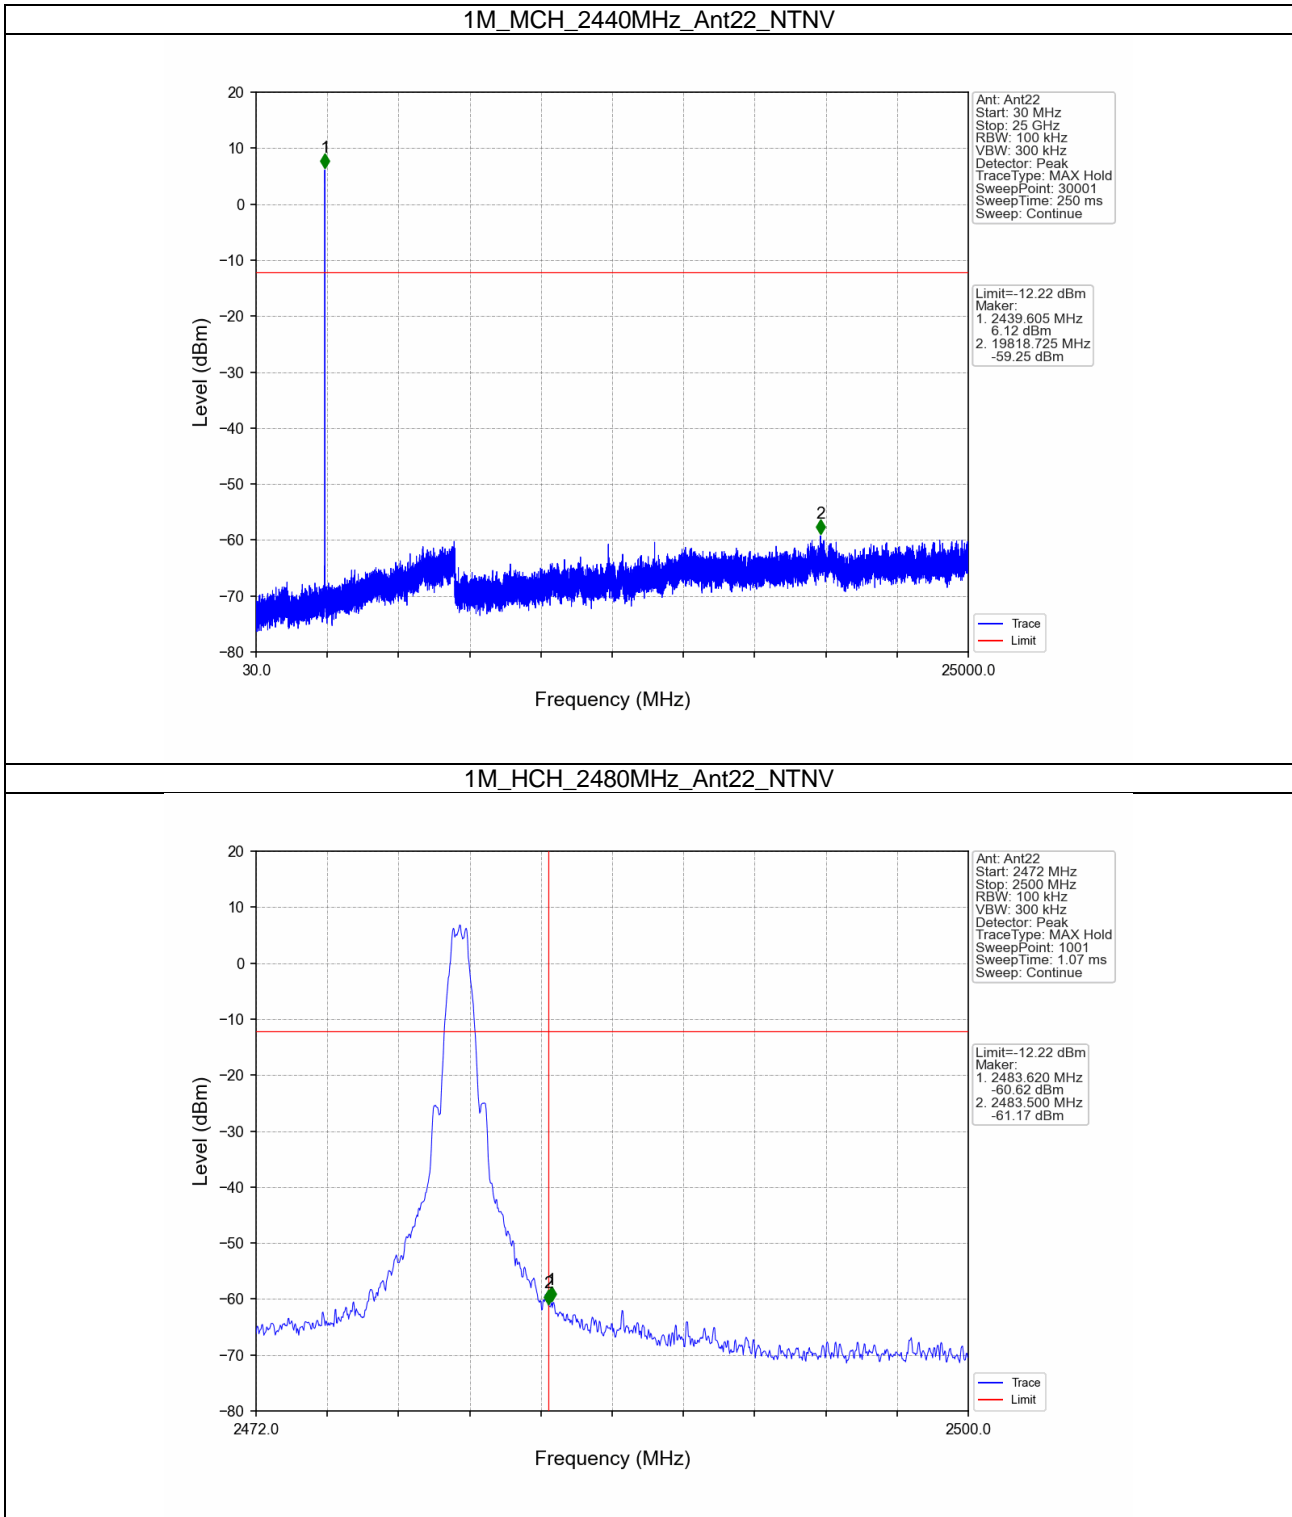 1M_MCH_2440MHz_Ant22_NTNV
20
10
0
−10
−20
−30
−40
−50
−60
−70
−80
Level (dBm)
1
2
30.0
25000.0
Frequency (MHz)
Ant: Ant22
Start: 30 MHz
Stop: 25 GHz
RBW: 100 kHz
VBW: 300 kHz
Detector: Peak
TraceType: MAX Hold
SweepPoint: 30001
SweepTime: 250 ms
Sweep: Continue
Limit=-12.22 dBm
Maker:
1. 2439.605 MHz
6.12 dBm
2. 19818.725 MHz
-59.25 dBm
Trace
Limit
1M_HCH_2480MHz_Ant22_NTNV
20
10
0
−10
−20
−30
−40
−50
−60
−70
−80
Level (dBm)
2
1
2472.0
2500.0
Frequency (MHz)
Ant: Ant22
Start: 2472 MHz
Stop: 2500 MHz
RBW: 100 kHz
VBW: 300 kHz
Detector: Peak
TraceType: MAX Hold
SweepPoint: 1001
SweepTime: 1.07 ms
Sweep: Continue
Limit=-12.22 dBm
Maker:
1. 2483.620 MHz
-60.62 dBm
2. 2483.500 MHz
-61.17 dBm
Trace
Limit